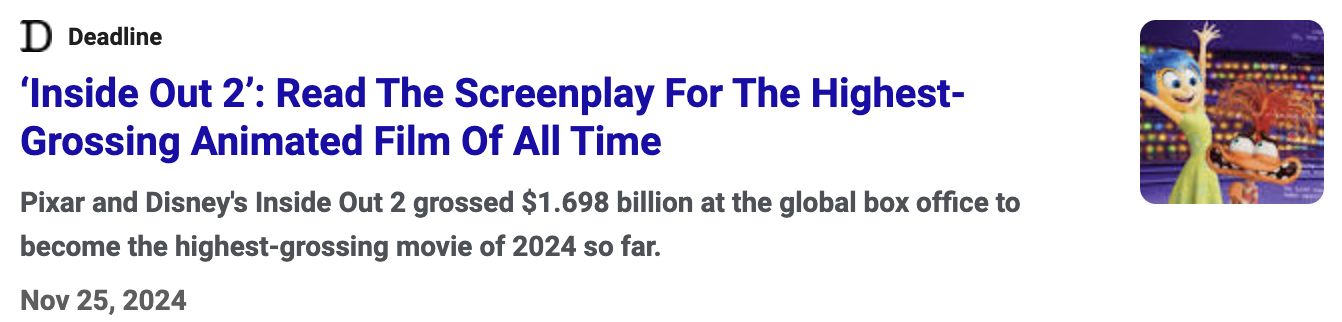 Deadline
‘Inside Out 2’: Read The Screenplay For The Highest-
Grossing Animated Film Of All Time
Pixar and Disney's Inside Out 2 grossed $1.698 billion at the global box office to
become the highest-grossing movie of 2024 so far.
Nov 25, 2024